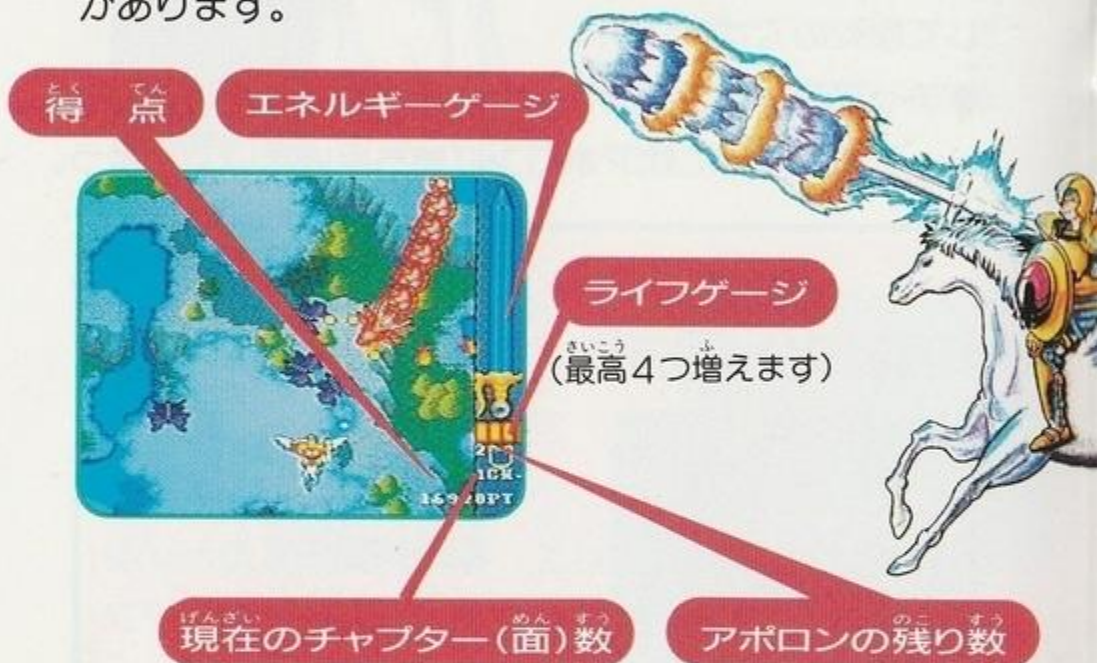 があります。
得点
エネルギーゲージ
ライフゲージ
(最高4つ増えます)
1CH-
16920PT
現在のチャプター(面)数
アポロンの残り数